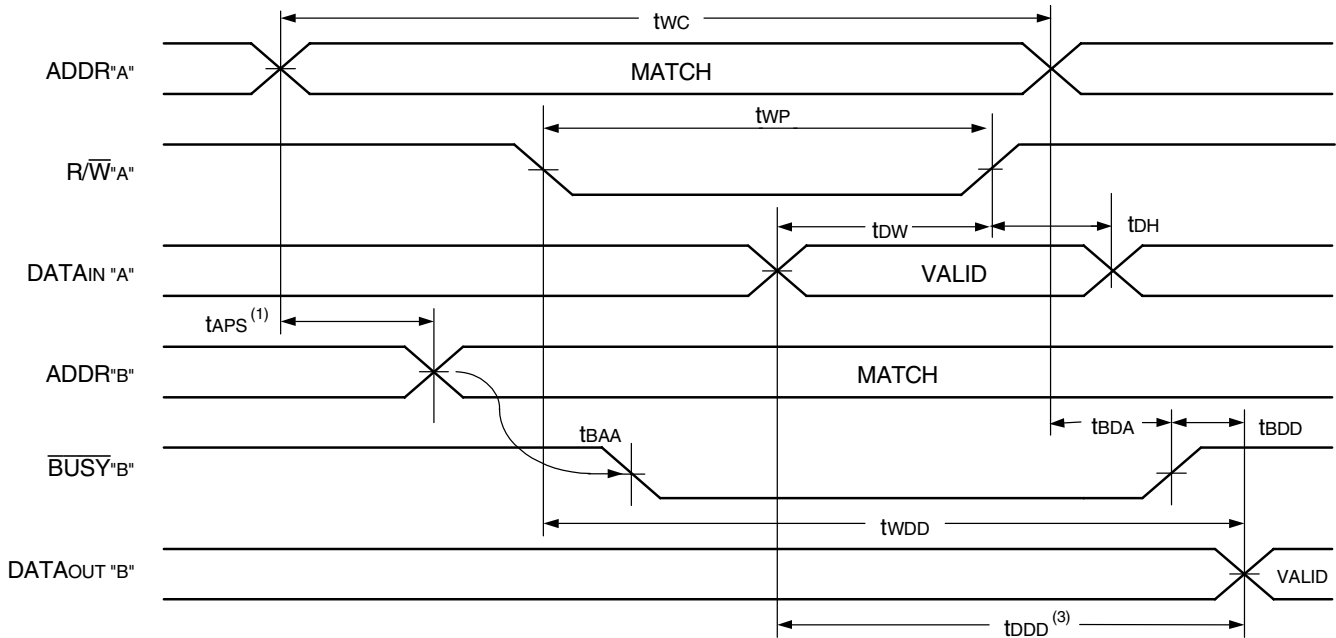 tWC
ADDR"A" MATCH
tWP
R/W̅"A"
tDW tDH
DATAIN "A" VALID
tAPS (1)
ADDR"B" MATCH
tBAA tBDA tBDD
B̅U̅S̅Y̅"B"
tWDD
DATAOUT "B" VALID
tDDD (3)